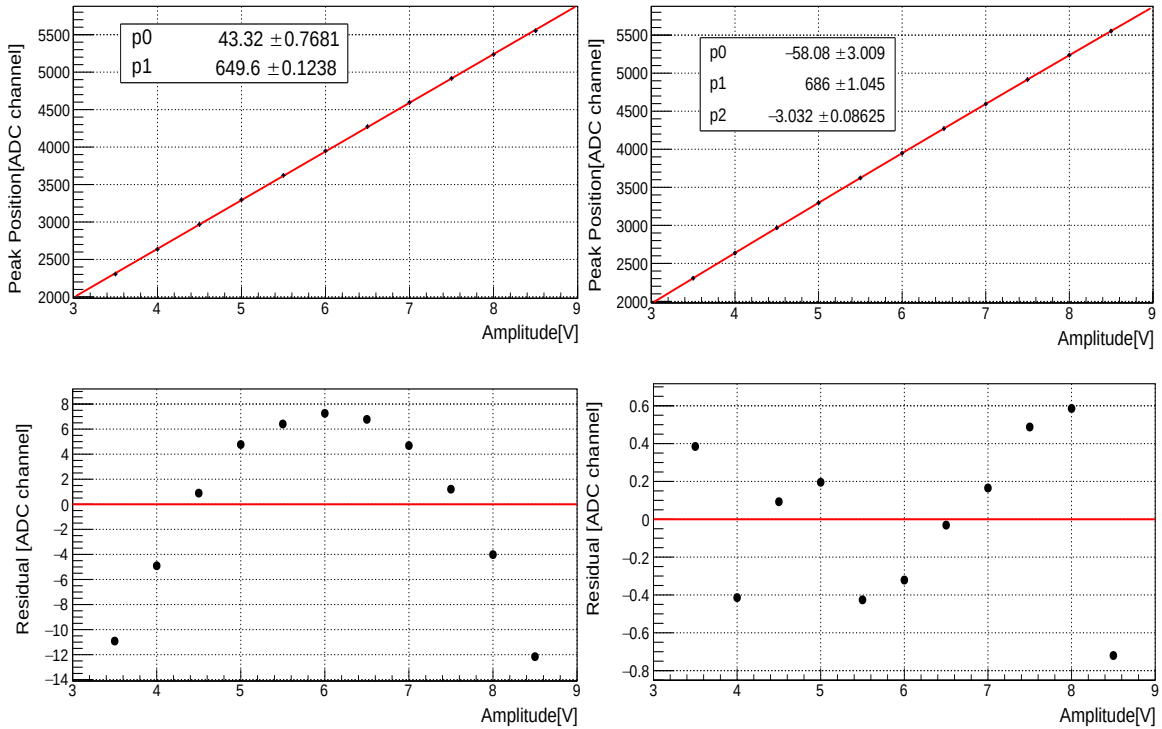 Peak Position[ADC channel]
5500
5000
4500
4000
3500
3000
2500
2000
p0 43.32 ±0.7681
p1 649.6 ±0.1238
3 4 5 6 7 8 9
Amplitude[V]
Peak Position[ADC channel]
5500
5000
4500
4000
3500
3000
2500
2000
p0 −58.08 ±3.009
p1 686 ±1.045
p2 −3.032 ±0.08625
3 4 5 6 7 8 9
Amplitude[V]
Residual [ADC channel]
8
6
4
2
0
−2
−4
−6
−8
−10
−12
−14
3 4 5 6 7 8 9
Amplitude[V]
Residual [ADC channel]
0.6
0.4
0.2
0
−0.2
−0.4
−0.6
−0.8
3 4 5 6 7 8 9
Amplitude[V]